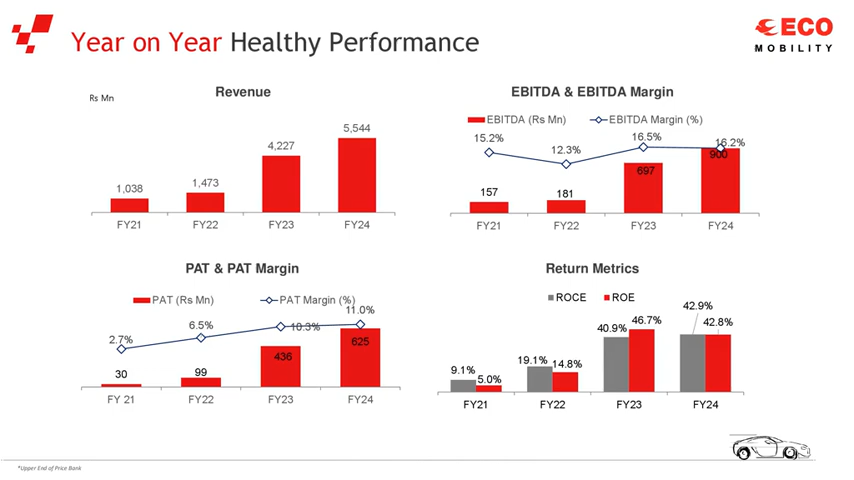 Year on Year Healthy Performance
ECO
MOBILITY
Rs Mn
Revenue
1,038
1,473
4,227
5,544
FY21
FY22
FY23
FY24
EBITDA & EBITDA Margin
EBITDA (Rs Mn)
EBITDA Margin (%)
15.2%
12.3%
16.5%
16.2%
157
181
697
900
FY21
FY22
FY23
FY24
PAT & PAT Margin
PAT (Rs Mn)
PAT Margin (%)
2.7%
6.5%
10.3%
11.0%
30
99
436
625
FY 21
FY22
FY23
FY24
Return Metrics
ROCE
ROE
9.1%
5.0%
19.1%
14.8%
40.9%
46.7%
42.9%
42.8%
FY21
FY22
FY23
FY24
*Upper End of Price Bank